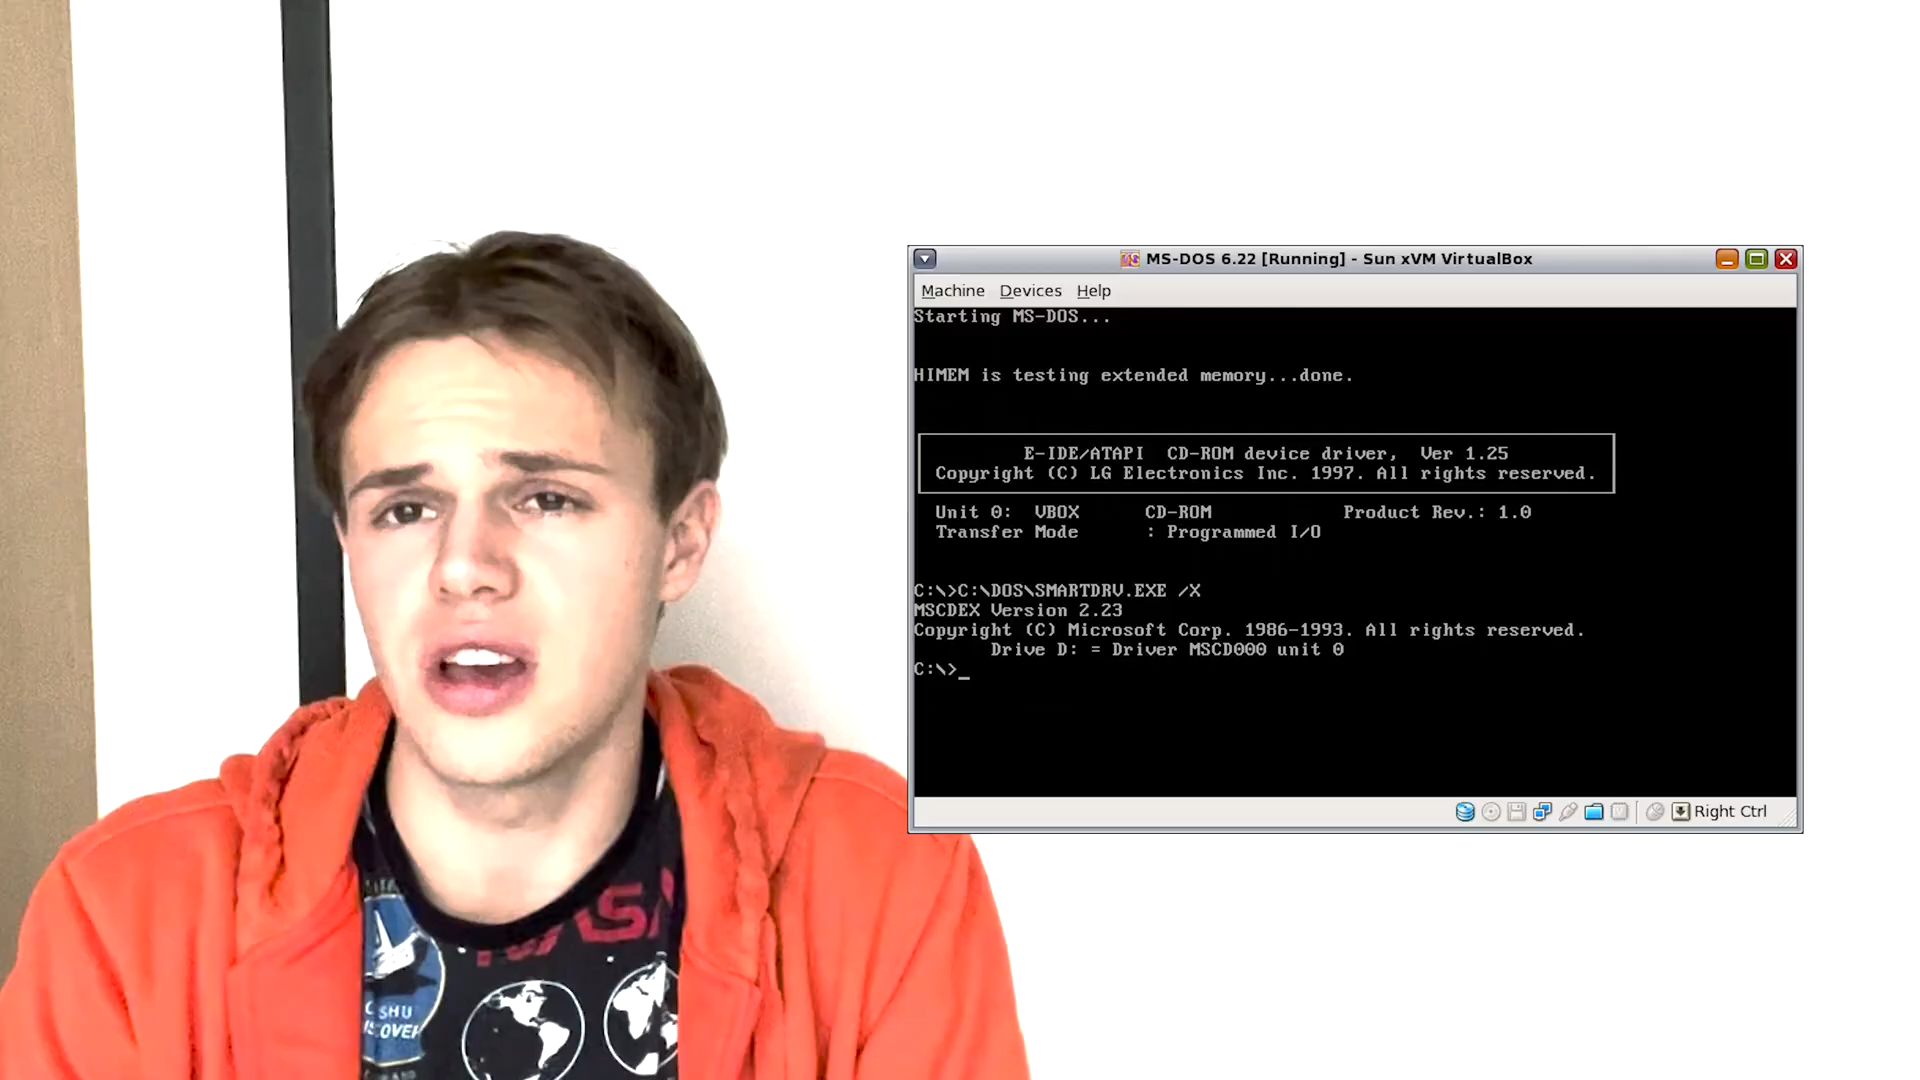 MS-DOS 6.22 [Running] - Sun xVM VirtualBox
Machine Devices Help
Starting MS-DOS...
HIMEM is testing extended memory...done.
E-IDE/ATAPI CD-ROM device driver, Ver 1.25
Copyright (C) LG Electronics Inc. 1997. All rights reserved.
Unit 0: VBOX CD-ROM Product Rev.: 1.0
Transfer Mode : Programmed I/O
C:\>C:\DOS\SMARTDRV.EXE /X
MSCDEX Version 2.23
Copyright (C) Microsoft Corp. 1986-1993. All rights reserved.
Drive D: = Driver MSCD000 unit 0
C:\>_
Right Ctrl